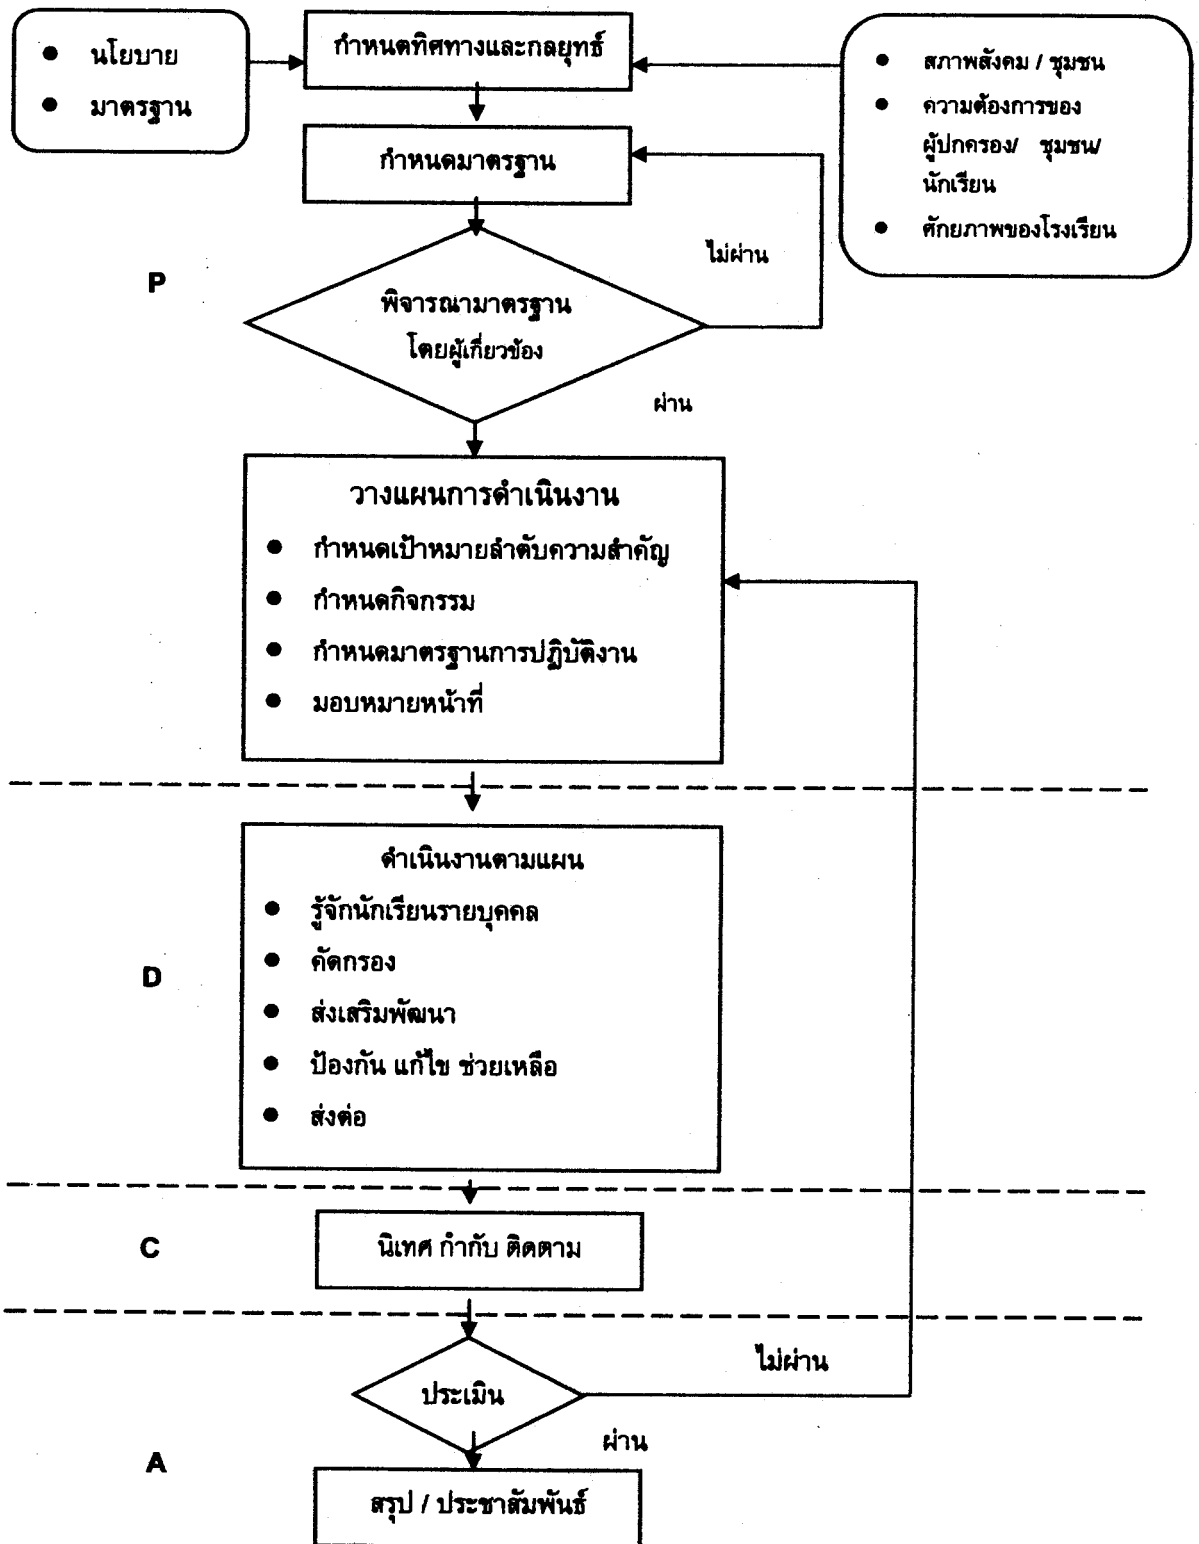 ● นโยบาย
● มาตรฐาน
กำหนดทิศทางและกลยุทธ์
● สภาพสังคม / ชุมชน
● ความต้องการของ
ผู้ปกครอง/ ชุมชน/
นักเรียน
● ศักยภาพของโรงเรียน
กำหนดมาตรฐาน
ไม่ผ่าน
P
พิจารณามาตรฐาน
โดยผู้เกี่ยวข้อง
ผ่าน
วางแผนการดำเนินงาน
● กำหนดเป้าหมายลำดับความสำคัญ
● กำหนดกิจกรรม
● กำหนดมาตรฐานการปฏิบัติงาน
● มอบหมายหน้าที่
ดำเนินงานตามแผน
● รู้จักนักเรียนรายบุคคล
● คัดกรอง
D
● ส่งเสริมพัฒนา
● ป้องกัน แก้ไข ช่วยเหลือ
● ส่งต่อ
C
นิเทศ กำกับ ติดตาม
ไม่ผ่าน
ประเมิน
ผ่าน
A
สรุป / ประชาสัมพันธ์